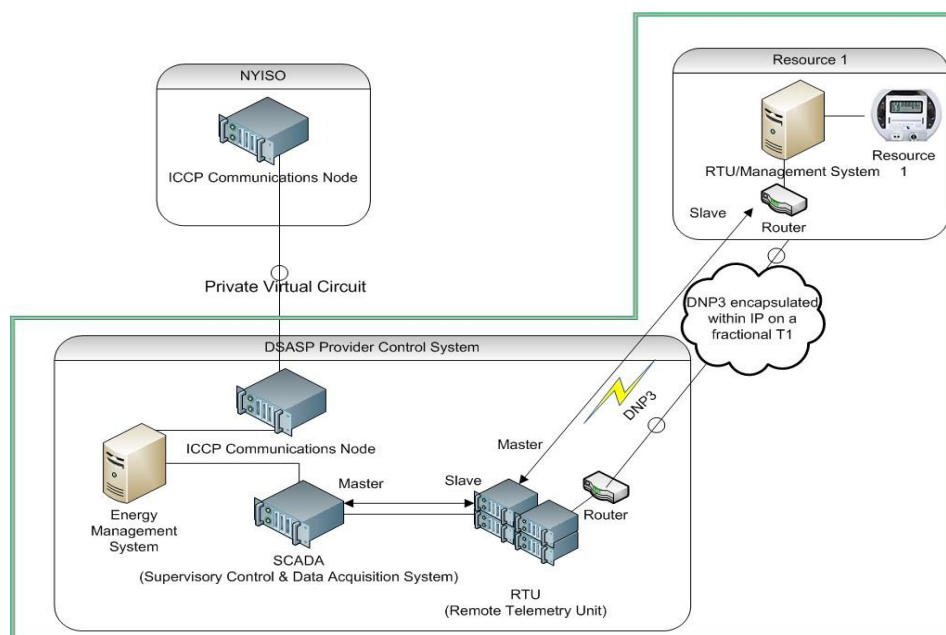 NYISO
ICCP Communications Node
Private Virtual Circuit
Resource 1
RTU/Management System
Resource
1
Slave
Router
DNP3 encapsulated
within IP on a
fractional T1
DSASP Provider Control System
ICCP Communications Node
DNP3
Master
Energy
Management
System
Master
Slave
Router
SCADA
(Supervisory Control & Data Acquisition System)
RTU
(Remote Telemetry Unit)